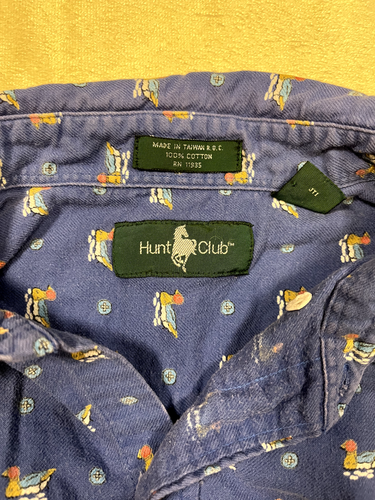 MADE IN TAIWAN R.O.C.
100% COTTON
RN 11935
Hunt Club™